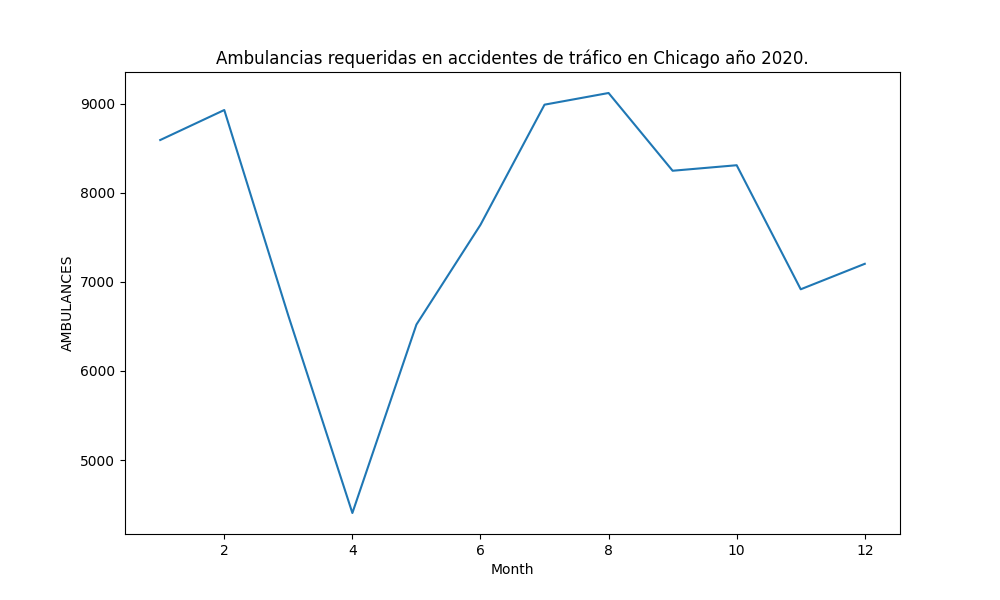 Ambulancias requeridas en accidentes de tráfico en Chicago año 2020.
9000
8000
7000
6000
5000
AMBULANCES
2 4 6 8 10 12
Month